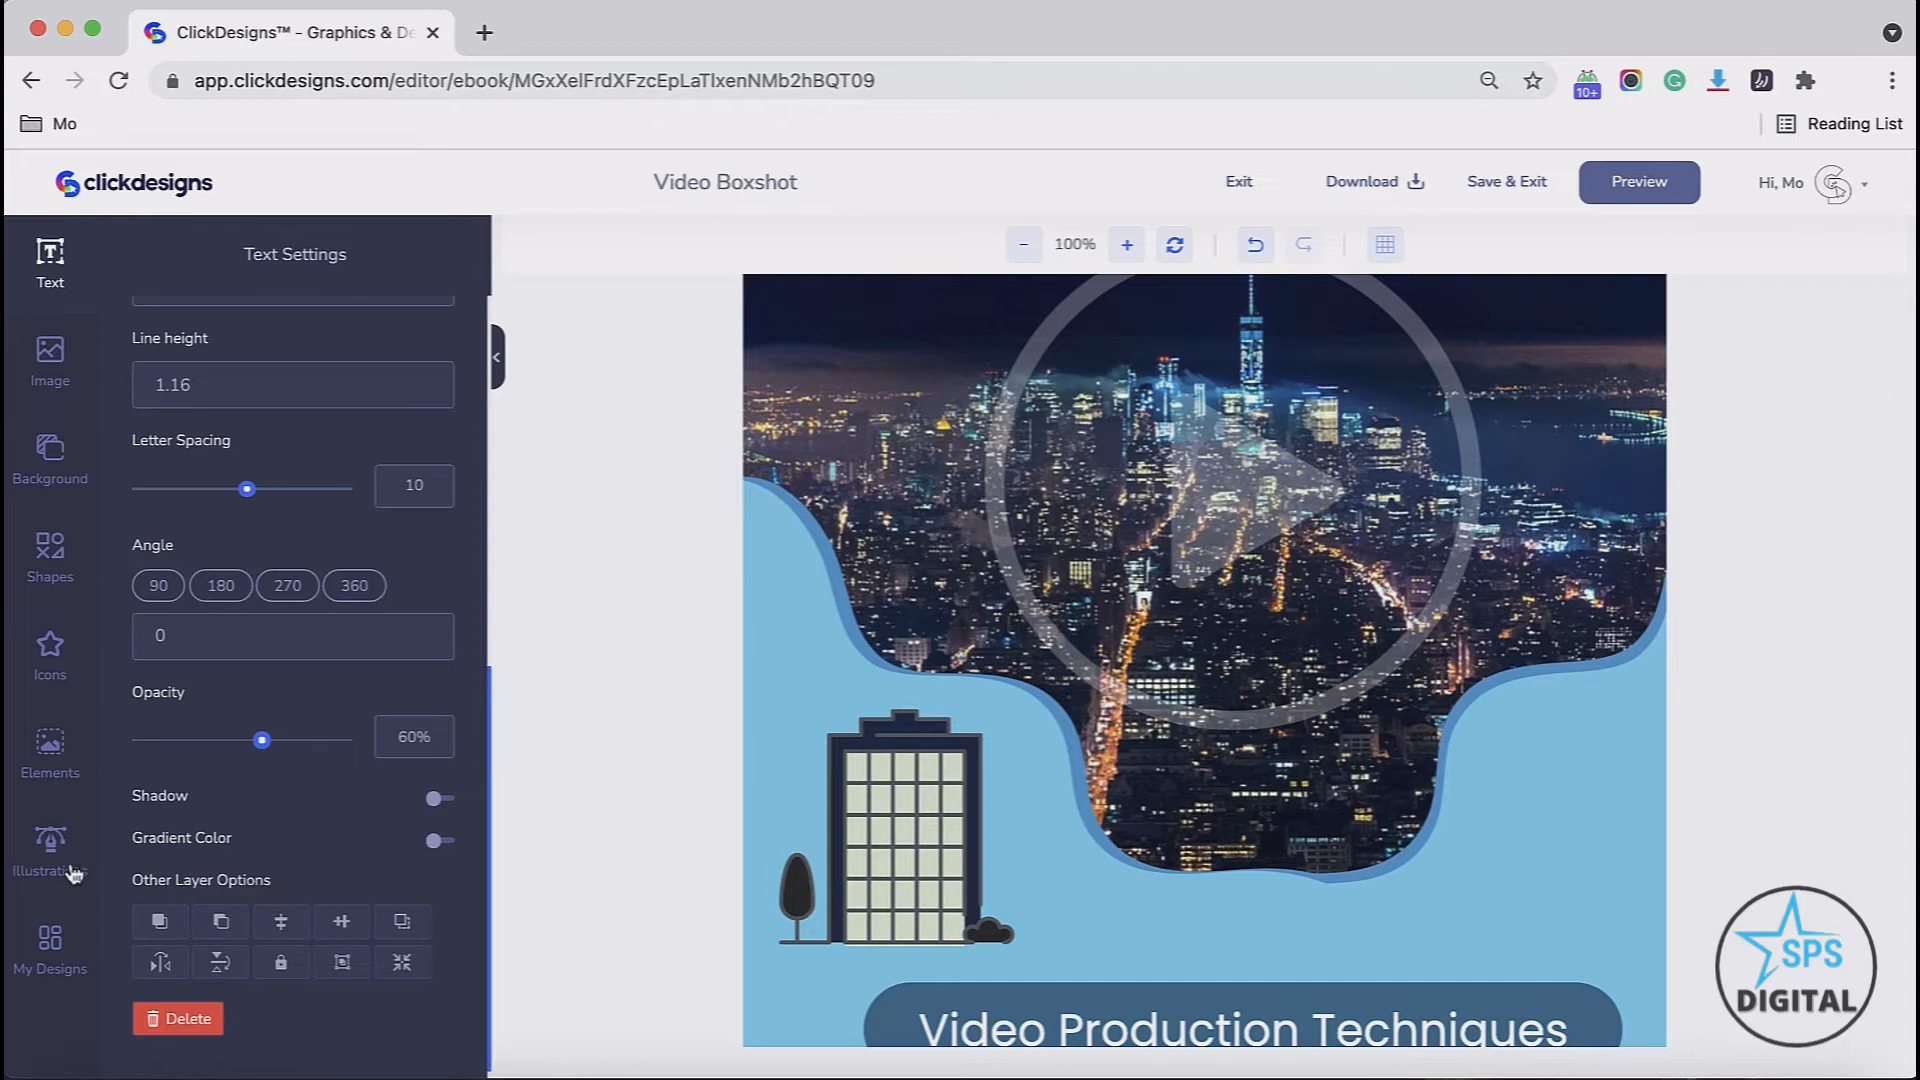 ClickDesigns™ - Graphics & De
app.clickdesigns.com/editor/ebook/MGxXeIFrdXFzcEpLaTlxenNMb2hBQT09
10+
Mo
Reading List
clickdesigns
Video Boxshot
Exit
Download
Save & Exit
Preview
Hi, Mo
Text
Text Settings
100%
Line height
1.16
Image
Letter Spacing
10
Background
Angle
90 180 270 360
Shapes
0
Icons
Opacity
60%
Elements
Shadow
Gradient Color
Other Layer Options
My Designs
Delete
Video Production Techniques
SPS
DIGITAL